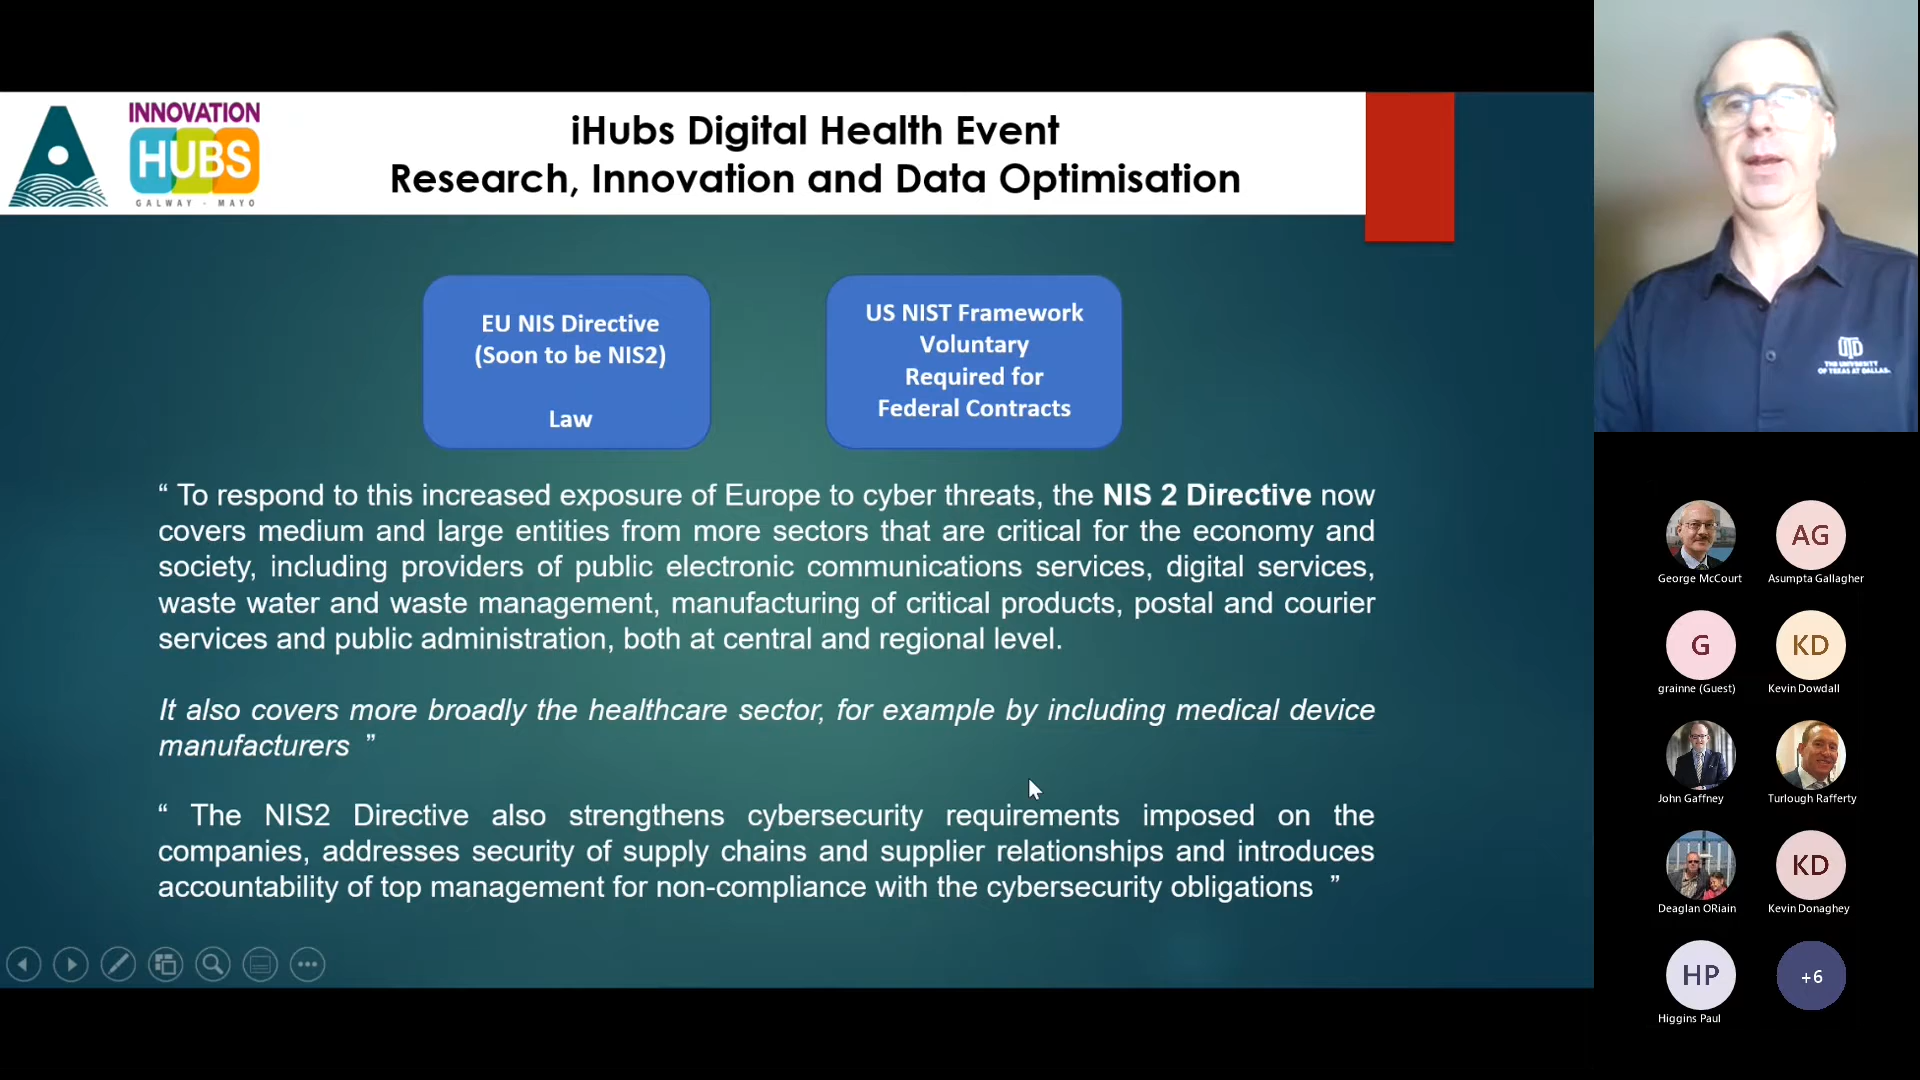 INNOVATION
HUBS
GALWAY - MAYO
iHubs Digital Health Event
Research, Innovation and Data Optimisation
EU NIS Directive
(Soon to be NIS2)
Law
US NIST Framework
Voluntary
Required for
Federal Contracts
“ To respond to this increased exposure of Europe to cyber threats, the NIS 2 Directive now
covers medium and large entities from more sectors that are critical for the economy and
society, including providers of public electronic communications services, digital services,
waste water and waste management, manufacturing of critical products, postal and courier
services and public administration, both at central and regional level.
It also covers more broadly the healthcare sector, for example by including medical device
manufacturers ”
“ The NIS2 Directive also strengthens cybersecurity requirements imposed on the
companies, addresses security of supply chains and supplier relationships and introduces
accountability of top management for non-compliance with the cybersecurity obligations ”
UTD
THE UNIVERSITY
OF TEXAS AT DALLAS
George McCourt
AG
Asumpta Gallagher
G
grainne (Guest)
KD
Kevin Dowdall
John Gaffney
Turlough Rafferty
Deaglan ORiain
KD
Kevin Donaghey
HP
Higgins Paul
+6